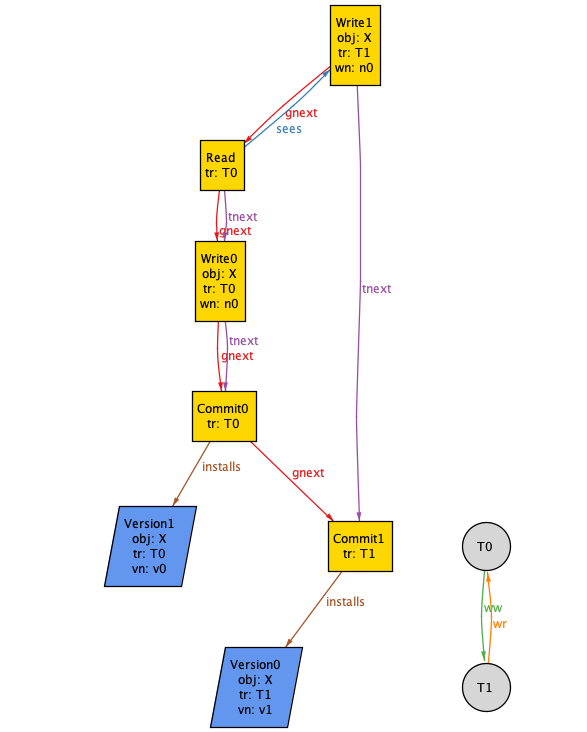 Write1
obj: X
tr: T1
wn: n0
gnext
sees
Read
tr: T0
tnext
gnext
Write0
obj: X
tr: T0
wn: n0
tnext
tnext
gnext
Commit0
tr: T0
installs
gnext
Version1
obj: X
tr: T0
vn: v0
Commit1
tr: T1
T0
installs
ww
wr
Version0
obj: X
tr: T1
vn: v1
T1